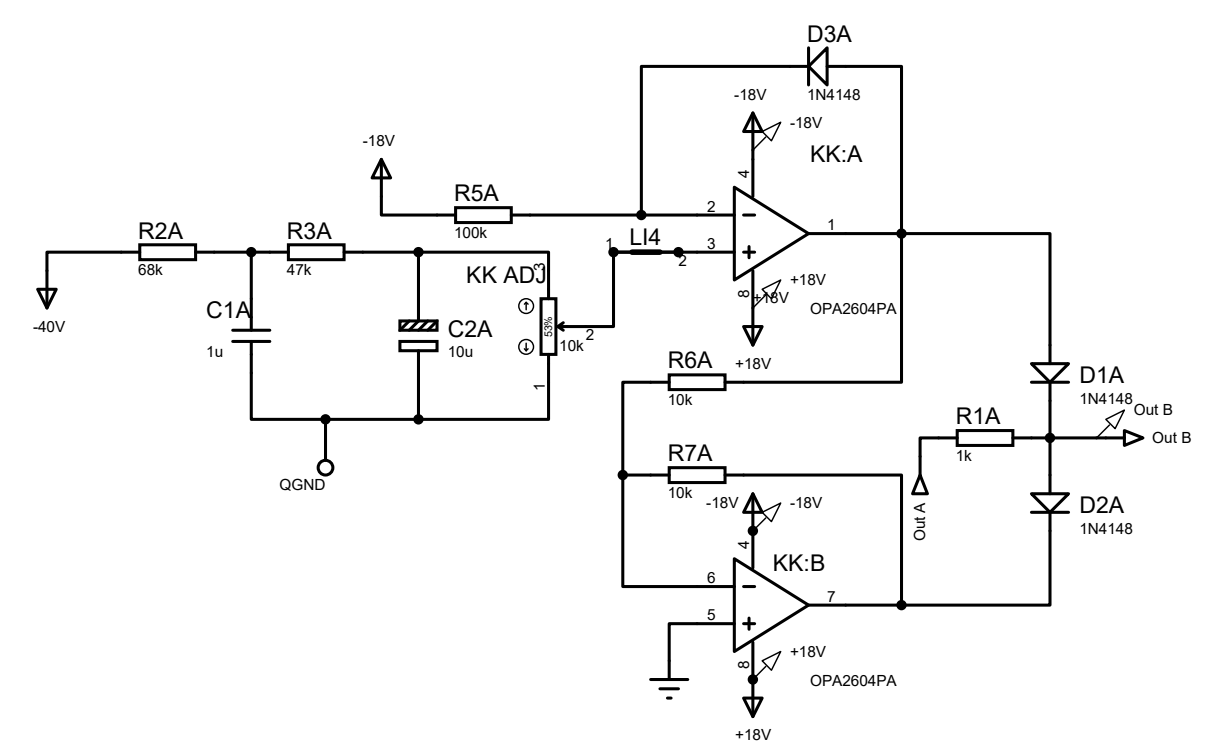 D3A
1N4148
-18V
-18V
KK:A
4
-18V
R5A
100k
2
1
3
1
LI4
2
R2A
68k
R3A
47k
-40V
KK ADJ
3
53%
10k
2
1
C1A
1u
C2A
10u
QGND
8
+18V
+18V
OPA2604PA
+18V
R6A
10k
D1A
1N4148
Out B
Out B
R1A
1k
Out A
R7A
10k
D2A
1N4148
-18V
-18V
4
KK:B
6
7
5
8
+18V
OPA2604PA
+18V